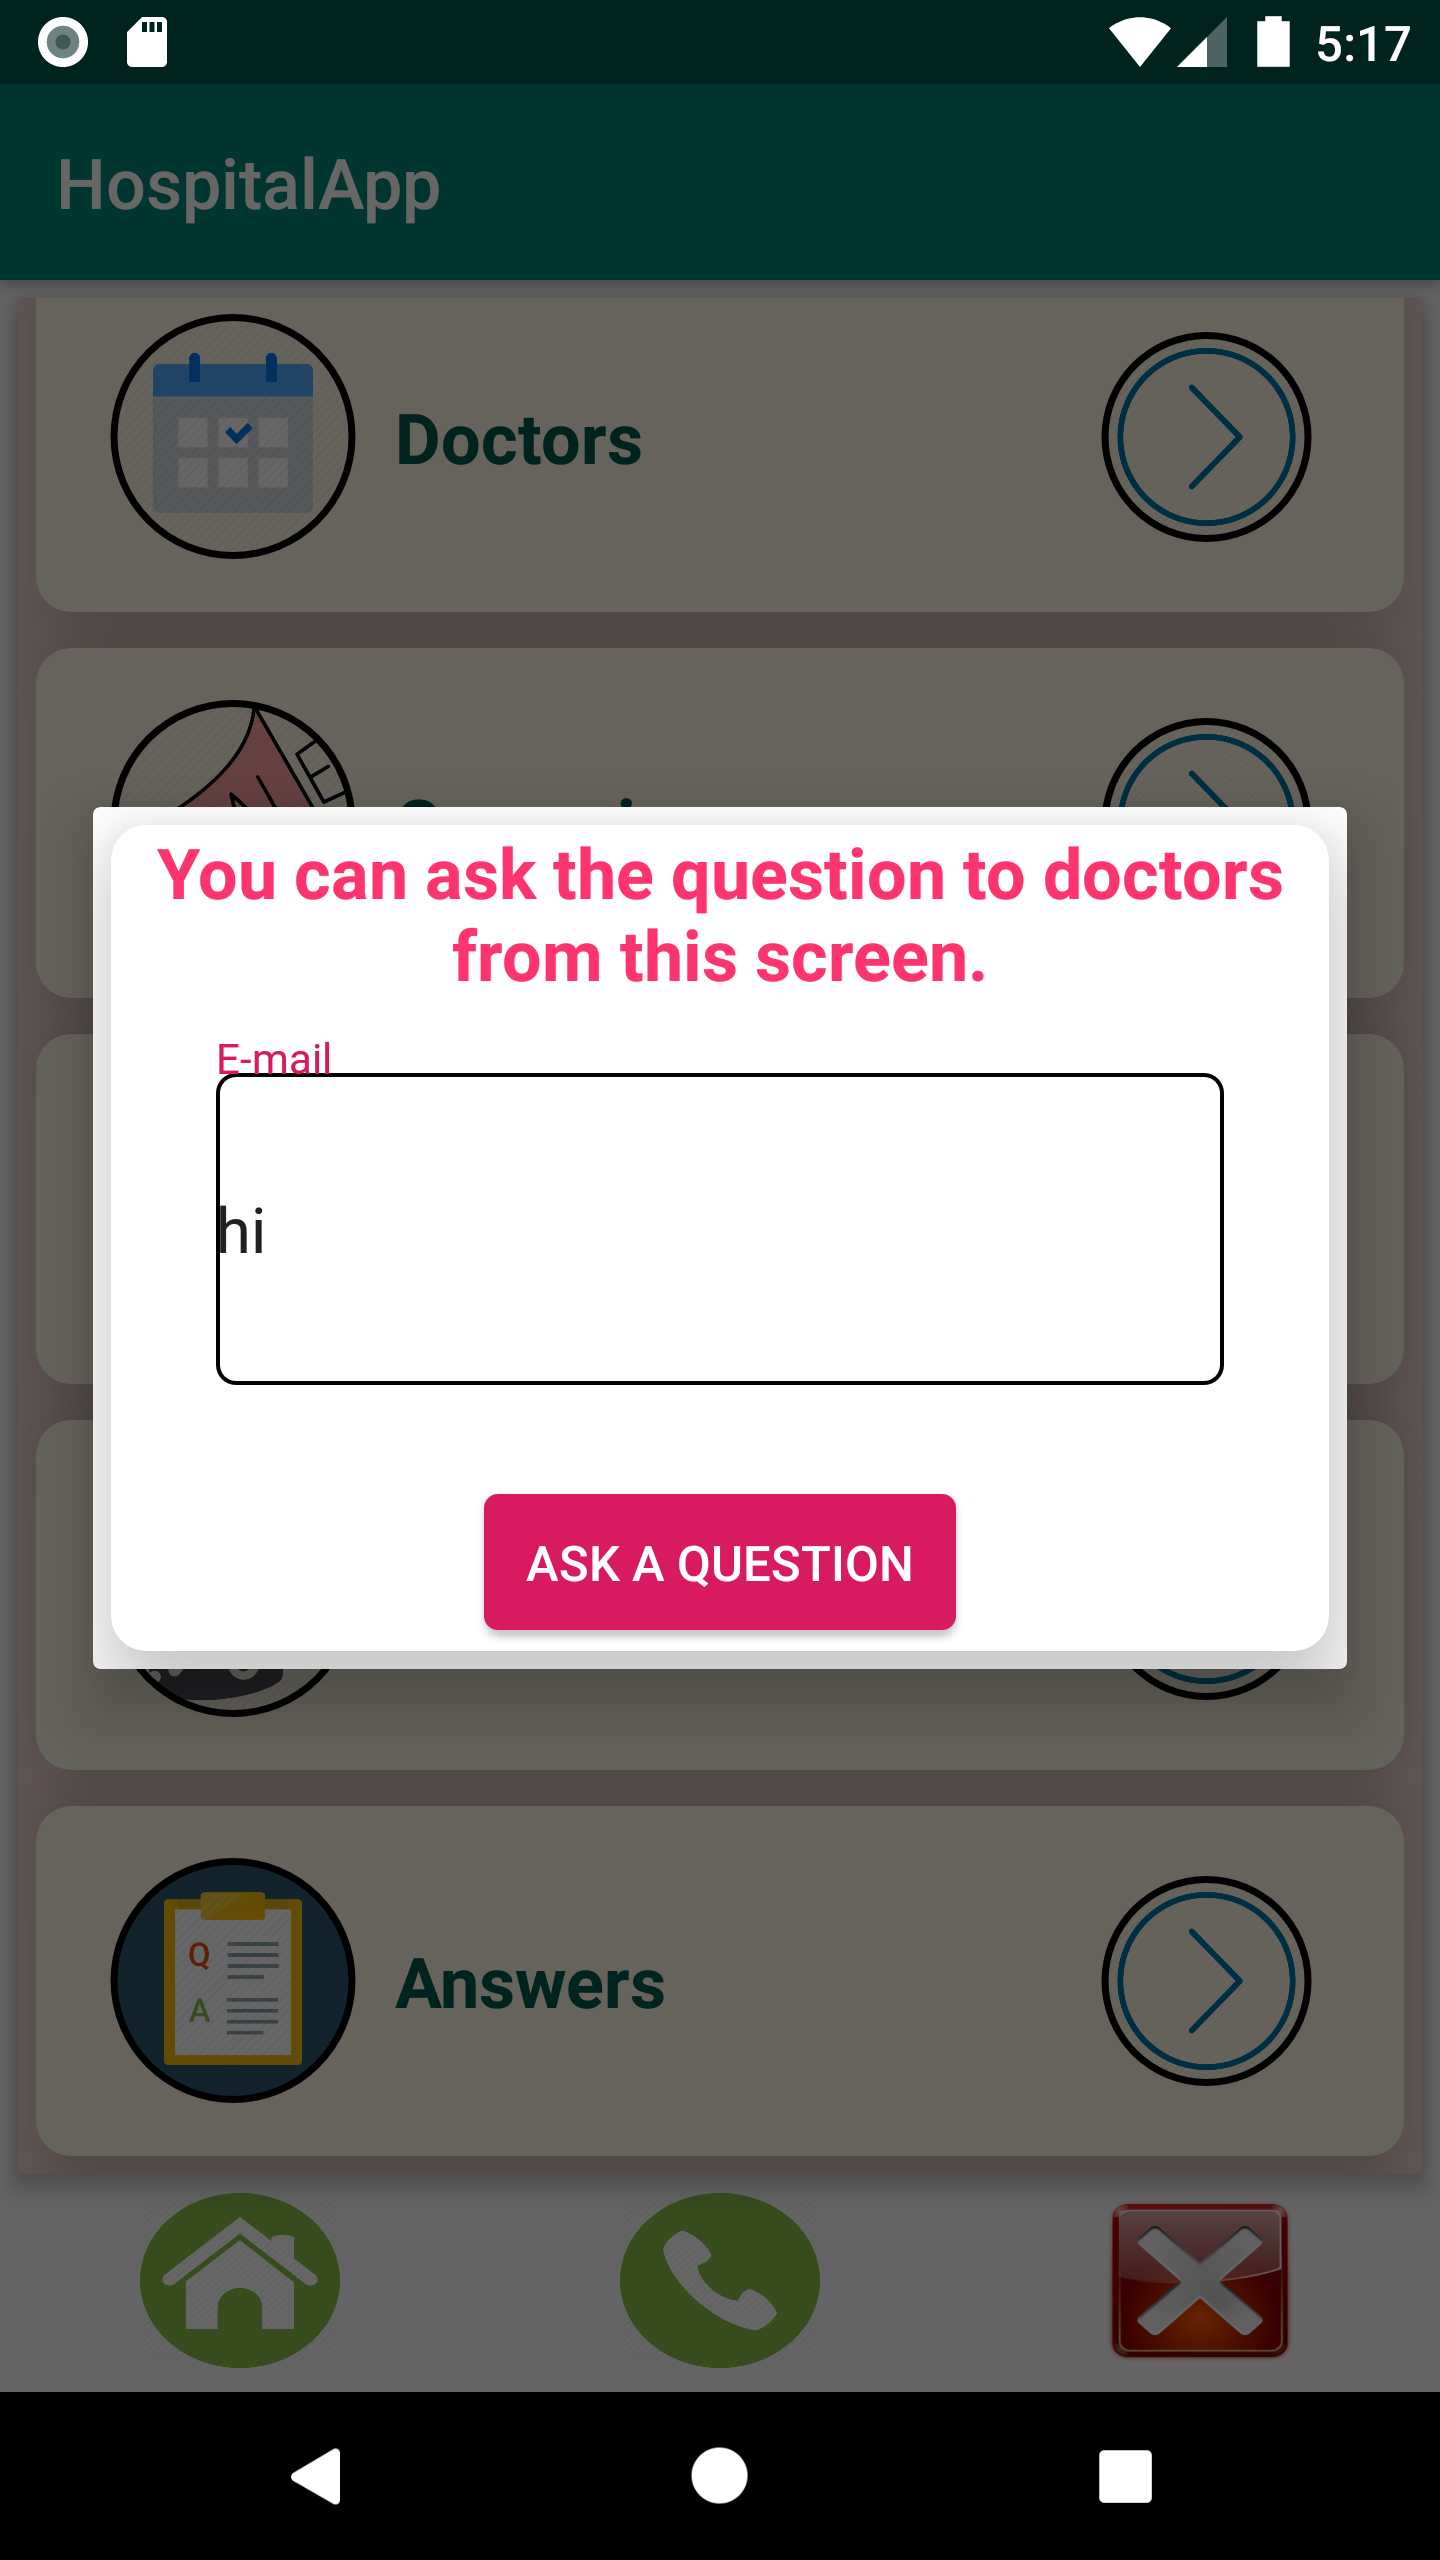 5:17
HospitalApp
Doctors
You can ask the question to doctors
from this screen.
E-mail
hi
ASK A QUESTION
Q
A
Answers